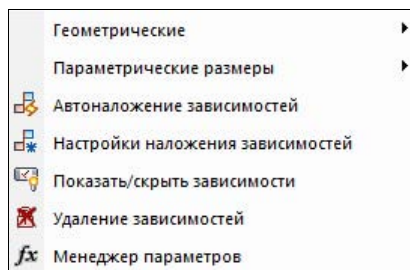 Геометрические
Параметрические размеры
Автоналожение зависимостей
Настройки наложения зависимостей
Показать/скрыть зависимости
Удаление зависимостей
fx Менеджер параметров